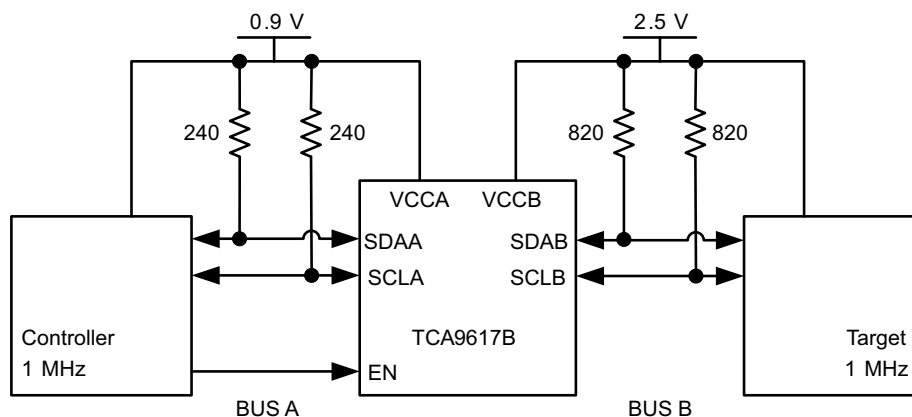 0.9 V
2.5 V
240
240
820
820
VCCA
VCCB
SDAA
SDAB
SCLA
SCLB
Controller
1 MHz
TCA9617B
Target
1 MHz
EN
BUS A
BUS B